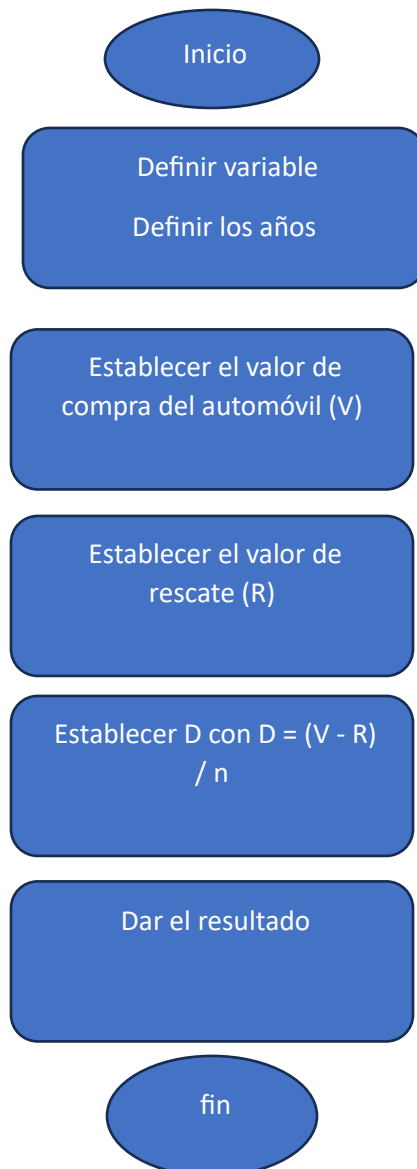 Inicio
Definir variable
Definir los años
Establecer el valor de
compra del automóvil (V)
Establecer el valor de
rescate (R)
Establecer D con D = (V - R)
/ n
Dar el resultado
fin